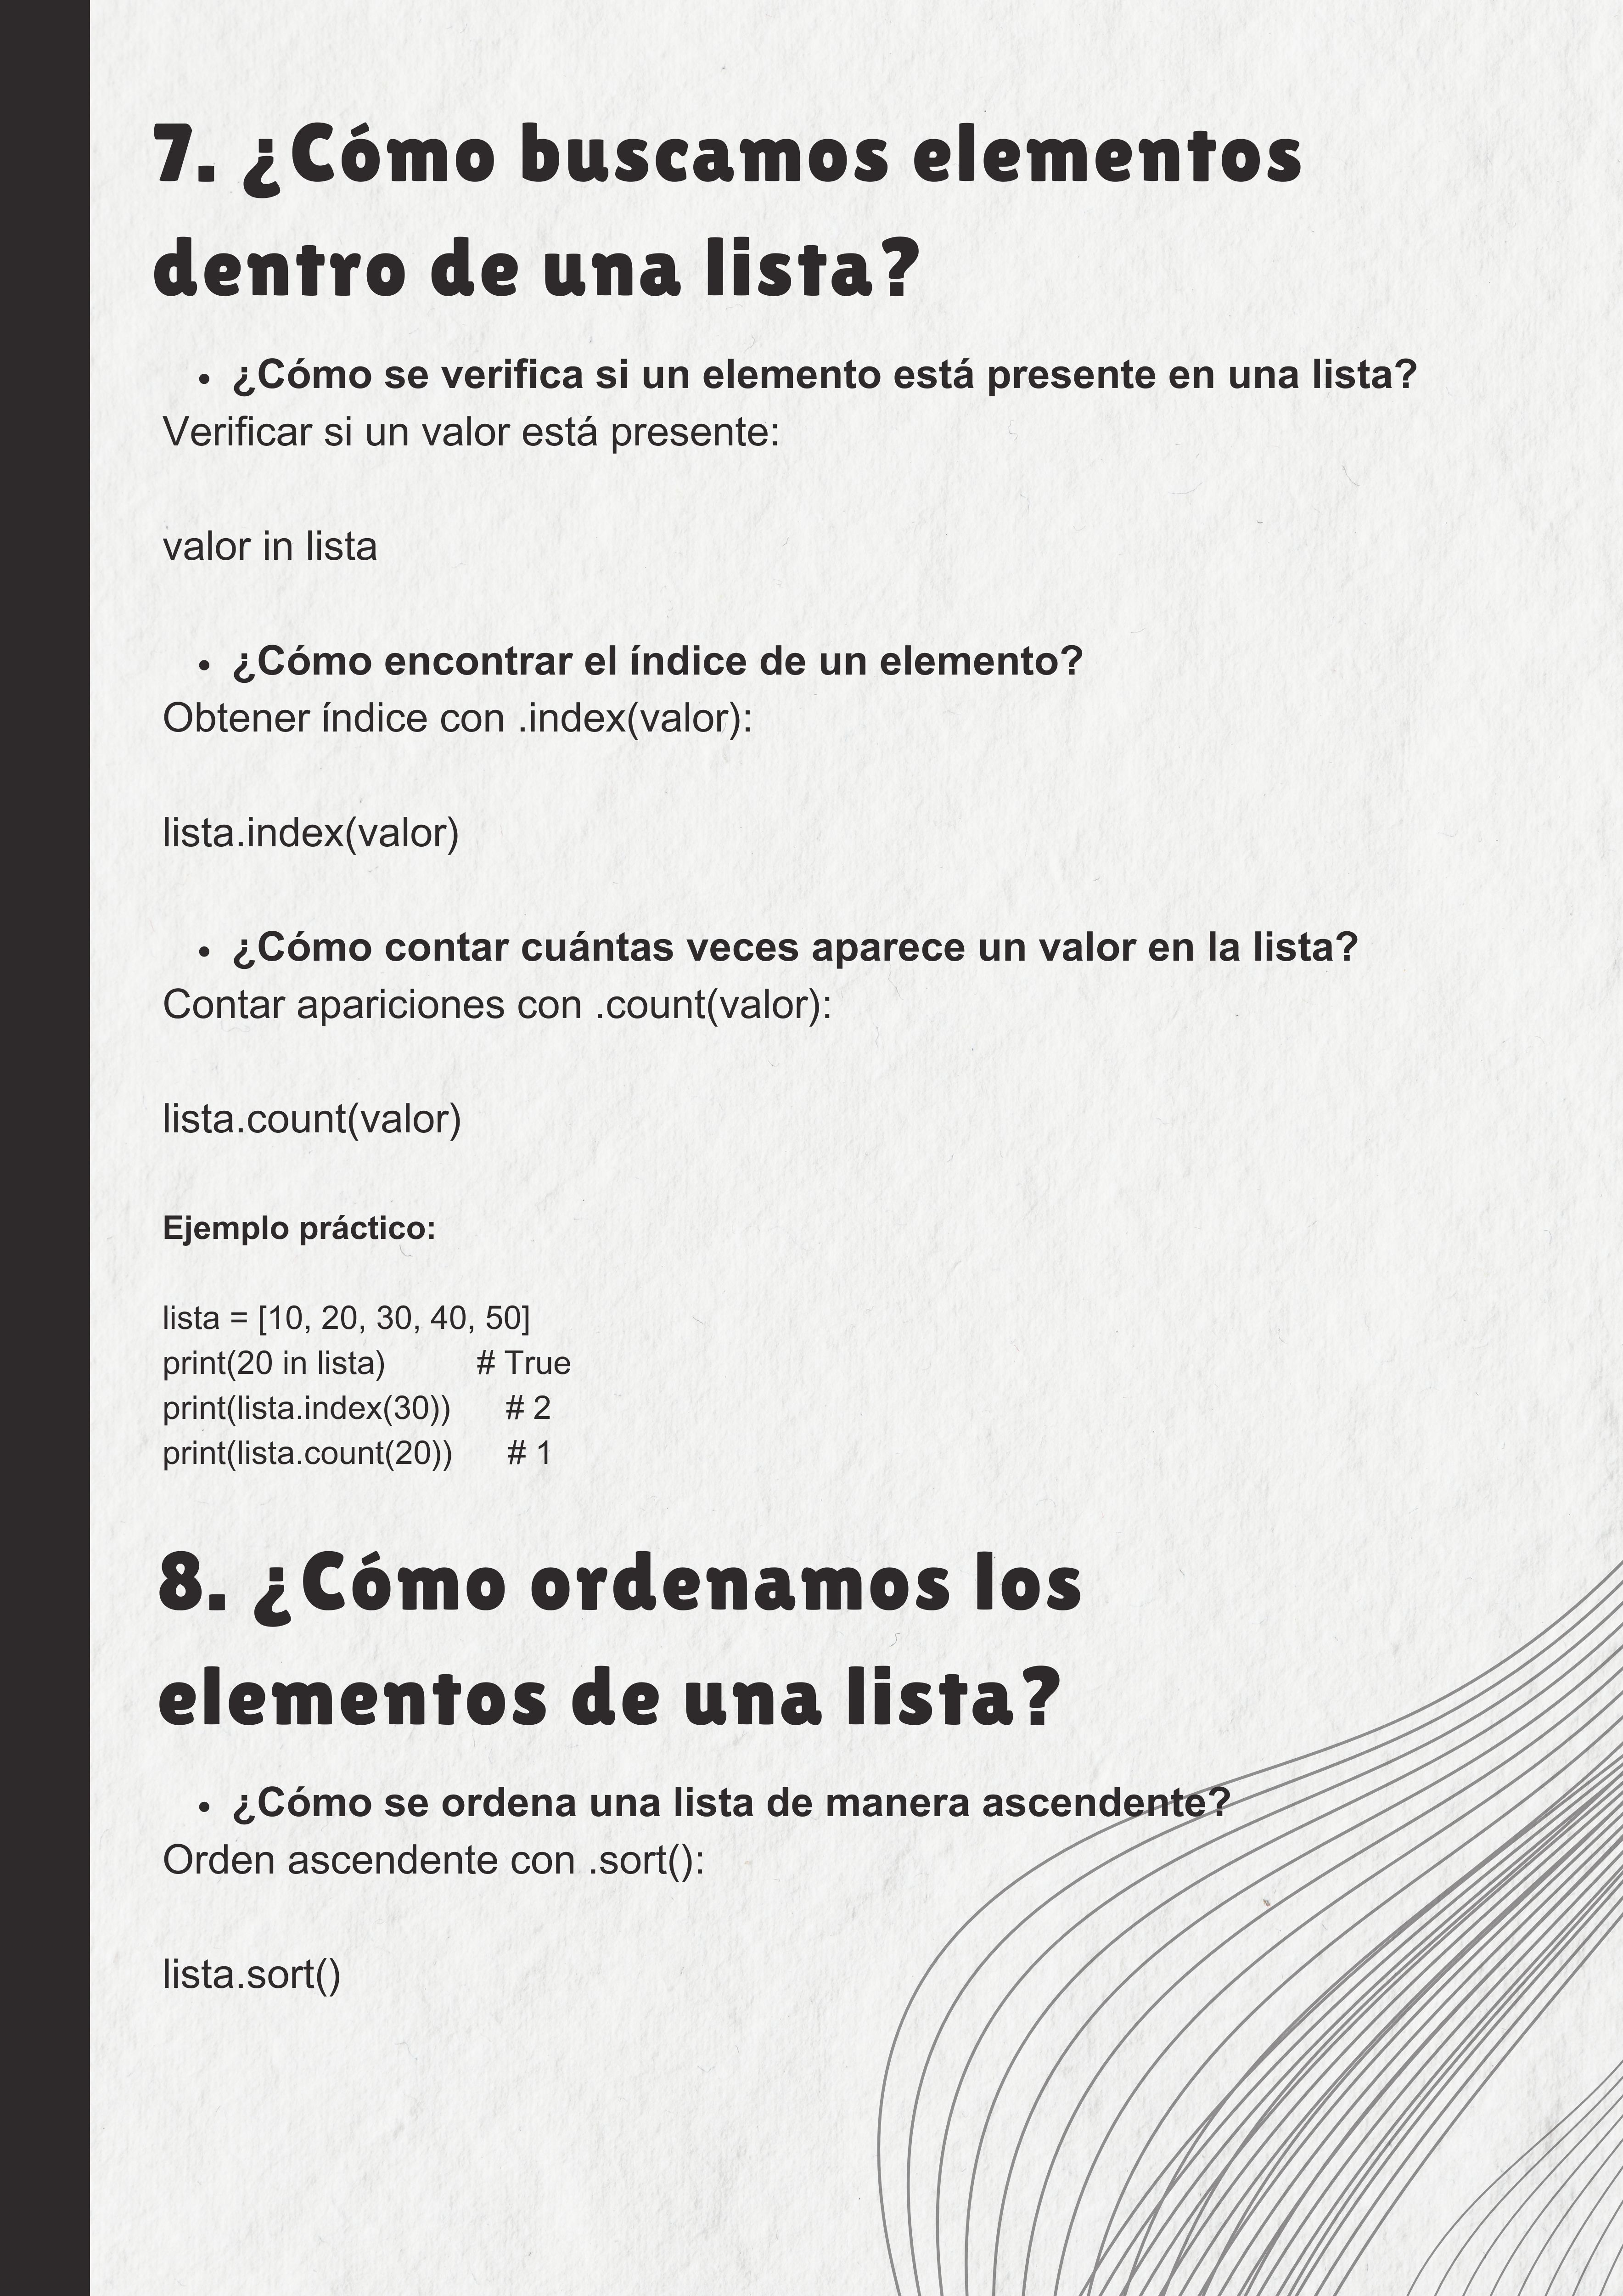 7. ¿Cómo buscamos elementos
dentro de una lista?
• ¿Cómo se verifica si un elemento está presente en una lista?
Verificar si un valor está presente:
valor in lista
• ¿Cómo encontrar el índice de un elemento?
Obtener índice con .index(valor):
lista.index(valor)
• ¿Cómo contar cuántas veces aparece un valor en la lista?
Contar apariciones con .count(valor):
lista.count(valor)
Ejemplo práctico:
lista = [10, 20, 30, 40, 50]
print(20 in lista) # True
print(lista.index(30)) # 2
print(lista.count(20)) # 1
8. ¿Cómo ordenamos los
elementos de una lista?
• ¿Cómo se ordena una lista de manera ascendente?
Orden ascendente con .sort():
lista.sort()